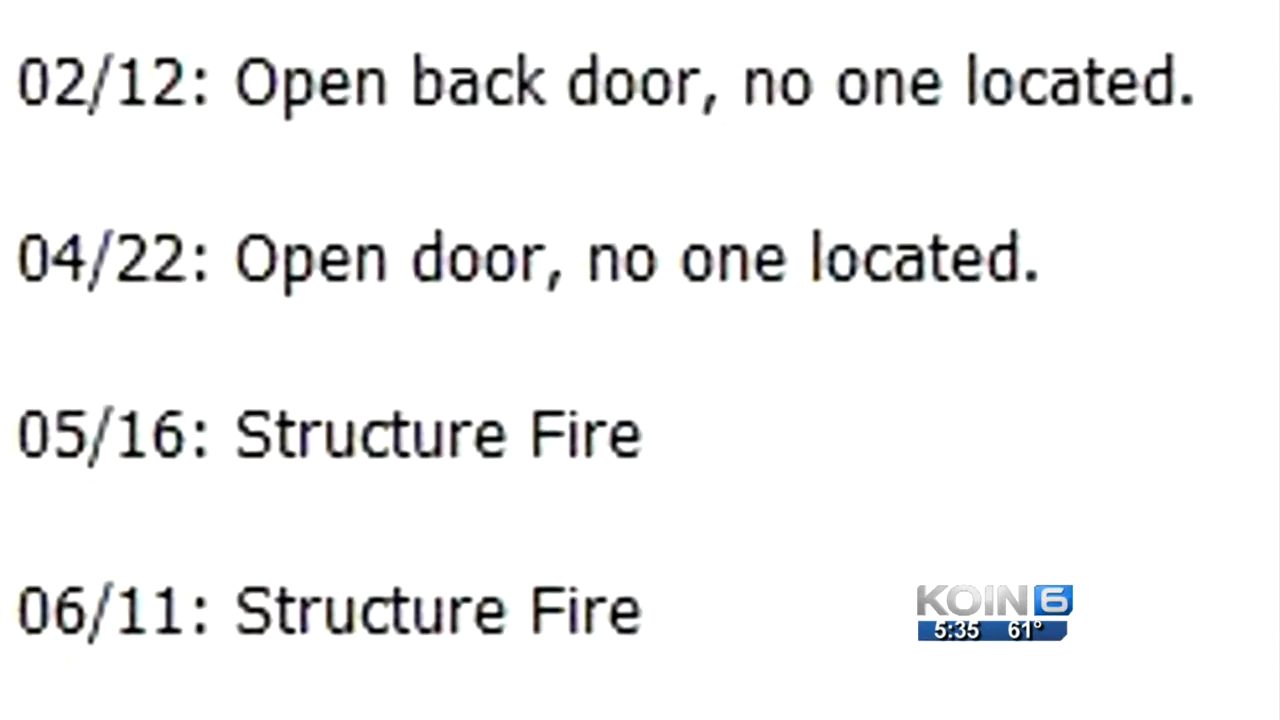 02/12: Open back door, no one located.
04/22: Open door, no one located.
05/16: Structure Fire
06/11: Structure Fire
KOIN 6
5:35 61°